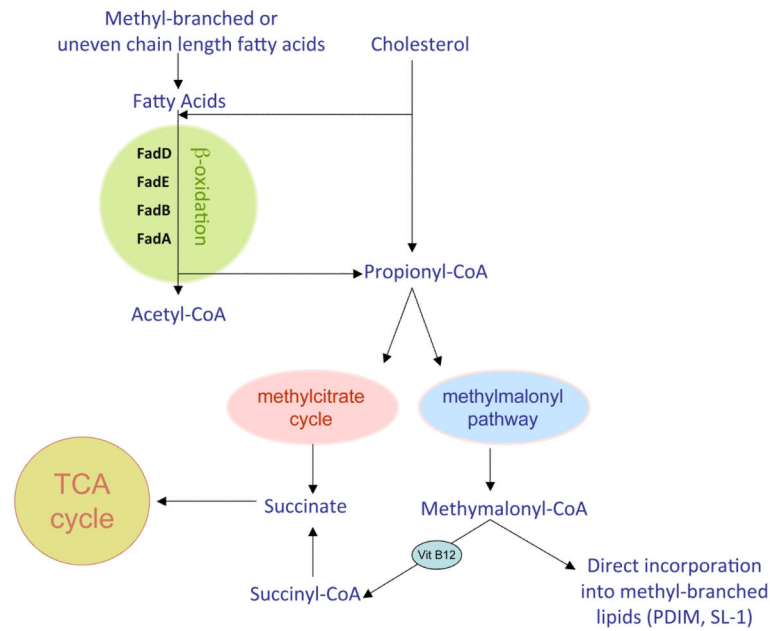 Methyl-branched or
uneven chain length fatty acids
Cholesterol
Fatty Acids
FadD
FadE
FadB
FadA
β-oxidation
Propionyl-CoA
Acetyl-CoA
methylcitrate
cycle
methylmalonyl
pathway
TCA
cycle
Succinate
Methymalonyl-CoA
Vit B12
Succinyl-CoA
Direct incorporation
into methyl-branched
lipids (PDIM, SL-1)